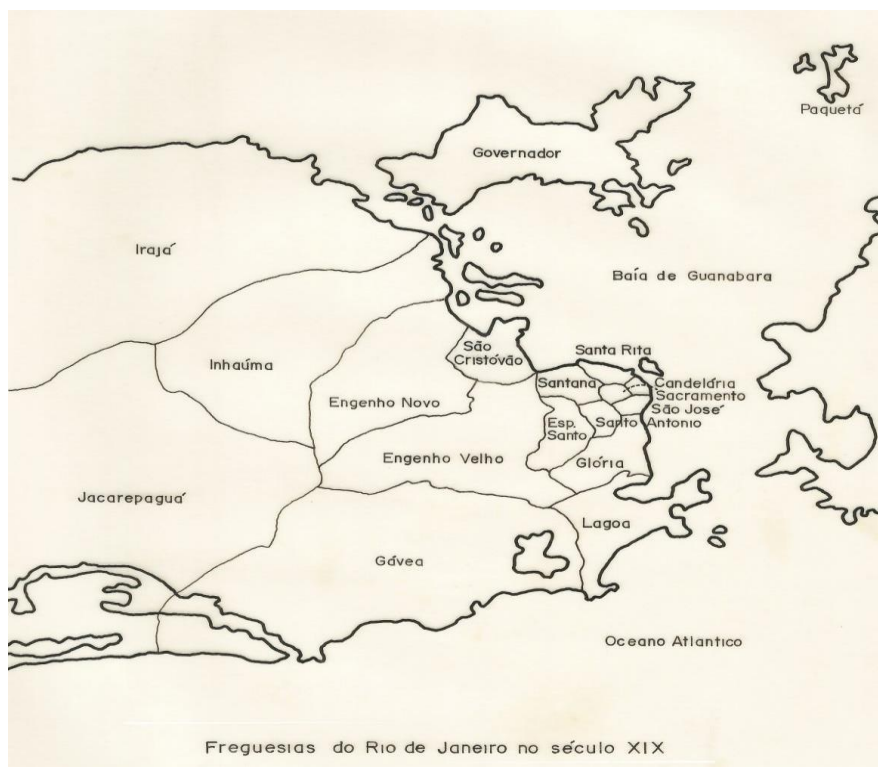 Paquetá
Governador
Irajá
Baía de Guanabara
São
Cristóvão
Santa Rita
Inhaúma
Santana
Candelária
Sacramento
São José
Engenho Novo
Esp.
Santo
Santo Antonio
Engenho Velho
Glória
Jacarepaguá
Lagoa
Gávea
Oceano Atlantico
Freguesias do Rio de Janeiro no século XIX